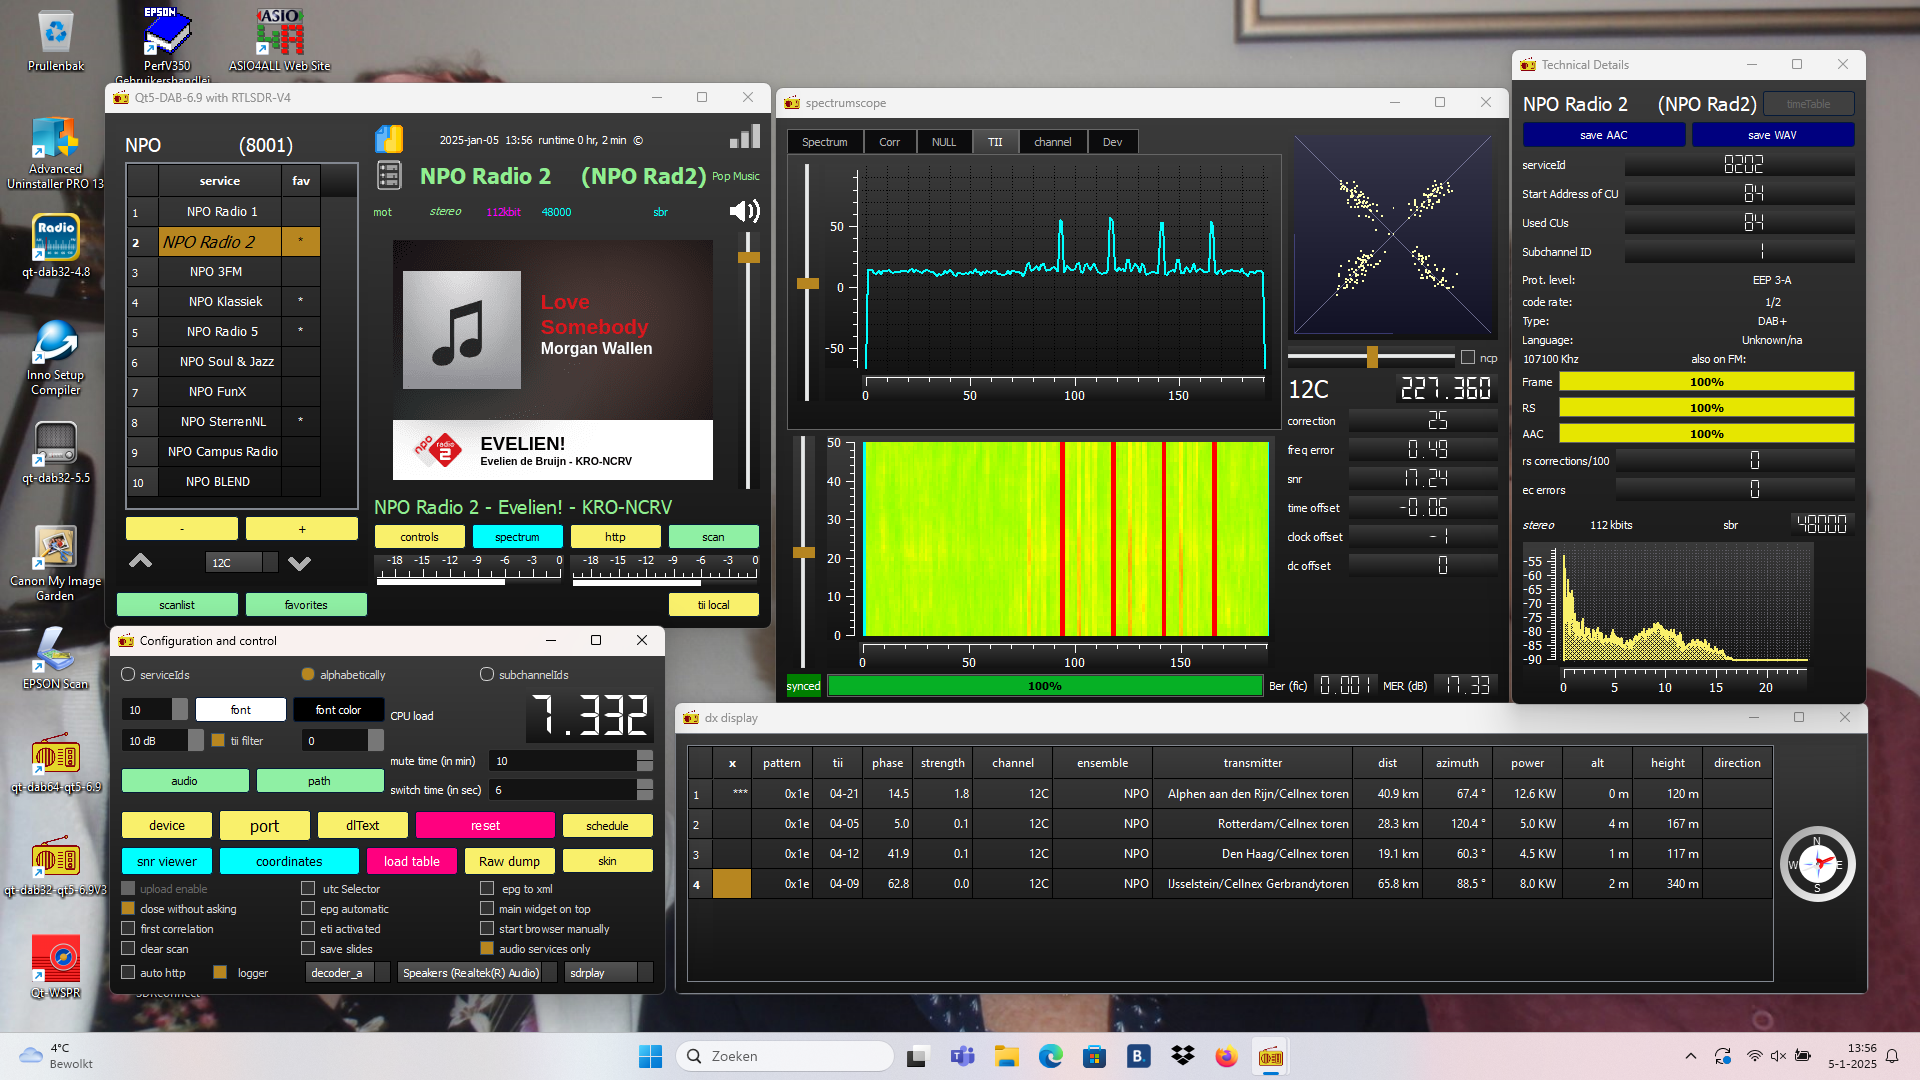 Prullenbak
EPSON
PerfV350
Gebruikershandlei
ASIO
ASIO4ALL Web Site
Advanced
Uninstaller PRO 13
Radio
qt-dab32-4.8
Inno Setup
Compiler
qt-dab32-5.5
Canon My Image
Garden
EPSON Scan
qt-dab64-qt5-6.9
qt-dab32-qt5-6.9V3
Qt-WSPR
Qt5-DAB-6.9 with RTLSDR-V4
NPO (8001)
service fav
1 NPO Radio 1
2 NPO Radio 2 *
3 NPO 3FM
4 NPO Klassiek *
5 NPO Radio 5 *
6 NPO Soul & Jazz
7 NPO FunX
8 NPO SterrenNL *
9 NPO Campus Radio
10 NPO BLEND
- +
12C
scanlist favorites
2025-jan-05 13:56 runtime 0 hr, 2 min ©
NPO Radio 2 (NPO Rad2) Pop Music
mot stereo 112kbit 48000 sbr
Love
Somebody
Morgan Wallen
npo radio 2
EVELIEN!
Evelien de Bruijn - KRO-NCRV
NPO Radio 2 - Evelien! - KRO-NCRV
controls spectrum http scan
-18 -15 -12 -9 -6 -3 0 -18 -15 -12 -9 -6 -3 0
tii local
Configuration and control
serviceIds alphabetically subchannelIds
10 font font color CPU load 7.332
10 dB tii filter 0
mute time (in min) 10
audio path
switch time (in sec) 6
device port dlText reset schedule
snr viewer coordinates load table Raw dump skin
upload enable utc Selector epg to xml
close without asking epg automatic main widget on top
first correlation eti activated start browser manually
clear scan save slides audio services only
auto http logger decoder_a Speakers (Realtek(R) Audio) sdrplay
SDRconnect
spectrumscope
Spectrum Corr NULL TII channel Dev
50
0
-50
0 50 100 150
50
40
30
20
10
0
0 50 100 150
synced 100% Ber (fic) 0.001 MER (dB) 17.33
ncp
12C 227.360
correction 25
freq error 0.49
snr 17.24
time offset -0.06
clock offset -1
dc offset 0
Technical Details
NPO Radio 2 (NPO Rad2) timeTable
save AAC save WAV
serviceId 8202
Start Address of CU 84
Used CUs 84
Subchannel ID 1
Prot. level: EEP 3-A
code rate: 1/2
Type: DAB+
Language: Unknown/na
107100 Khz also on FM:
Frame 100%
RS 100%
AAC 100%
rs corrections/100 0
ec errors 0
stereo 112 kbits sbr 48000
-55
-60
-65
-70
-75
-80
-85
-90
0 5 10 15 20
dx display
x pattern tii phase strength channel ensemble transmitter dist azimuth power alt height direction
1 *** 0x1e 04-21 14.5 1.8 12C NPO Alphen aan den Rijn/Cellnex toren 40.9 km 67.4 ° 12.6 KW 0 m 120 m
2 0x1e 04-05 5.0 0.1 12C NPO Rotterdam/Cellnex toren 28.3 km 120.4 ° 5.0 KW 4 m 167 m
3 0x1e 04-12 41.9 0.1 12C NPO Den Haag/Cellnex toren 19.1 km 60.3 ° 4.5 KW 1 m 117 m
4 0x1e 04-09 62.8 0.0 12C NPO IJsselstein/Cellnex Gerbrandytoren 65.8 km 88.5 ° 8.0 KW 2 m 340 m
N
W E
S
4°C
Bewolkt
Zoeken
B.
13:56
5-1-2025